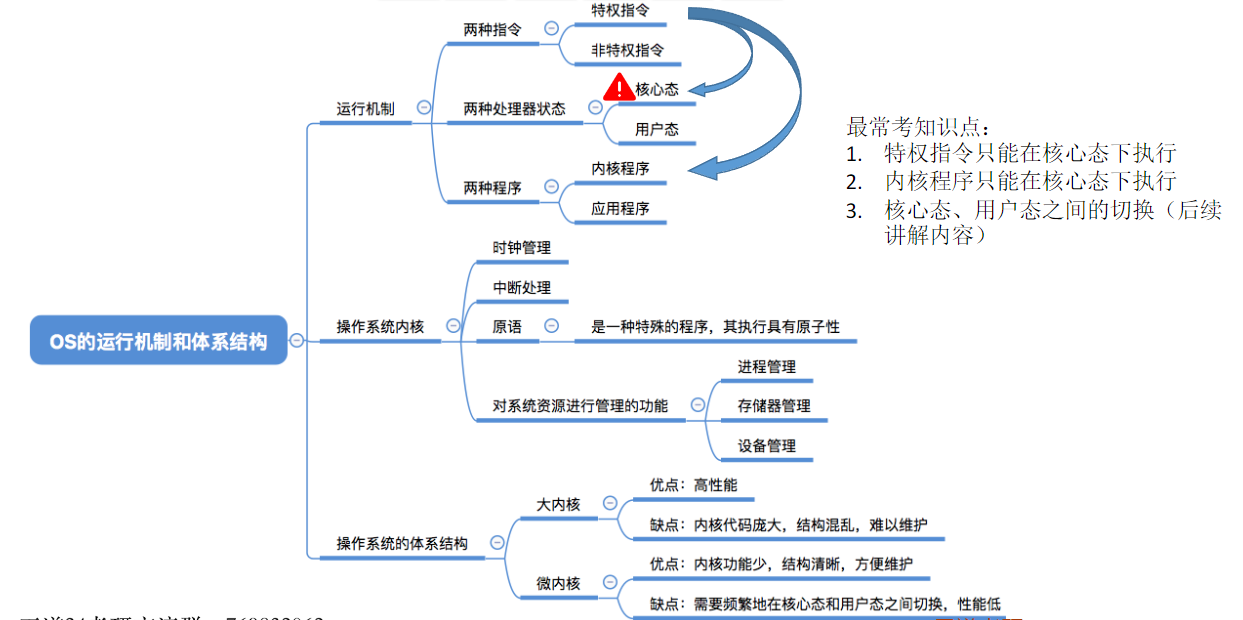 特权指令
两种指令
非特权指令
核心态
运行机制
两种处理器状态
用户态
内核程序
两种程序
应用程序
最常考知识点：
1. 特权指令只能在核心态下执行
2. 内核程序只能在核心态下执行
3. 核心态、用户态之间的切换（后续
讲解内容）
时钟管理
中断处理
OS的运行机制和体系结构
操作系统内核
原语
是一种特殊的程序，其执行具有原子性
进程管理
对系统资源进行管理的功能
存储器管理
设备管理
优点：高性能
大内核
缺点：内核代码庞大，结构混乱，难以维护
操作系统的体系结构
优点：内核功能少，结构清晰，方便维护
微内核
缺点：需要频繁地在核心态和用户态之间切换，性能低